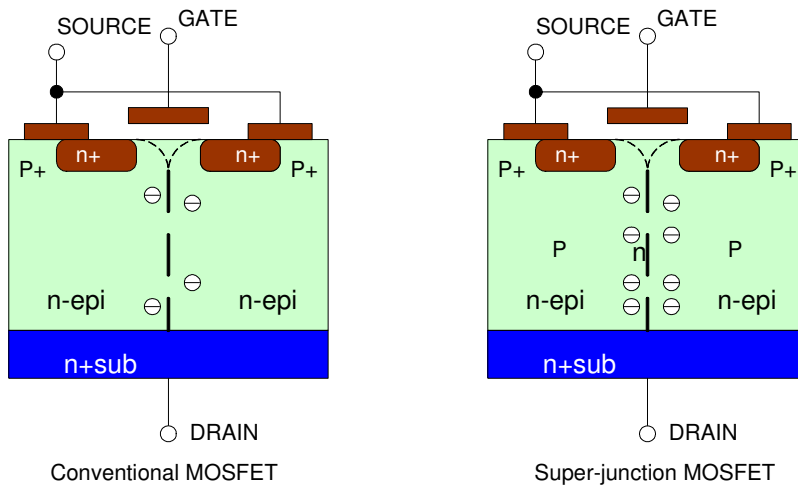 SOURCE
GATE
n+
n+
P+
P+
n-epi
n-epi
n+sub
DRAIN
Conventional MOSFET
SOURCE
GATE
n+
n+
P+
P+
P
n
P
n-epi
n-epi
n+sub
DRAIN
Super-junction MOSFET